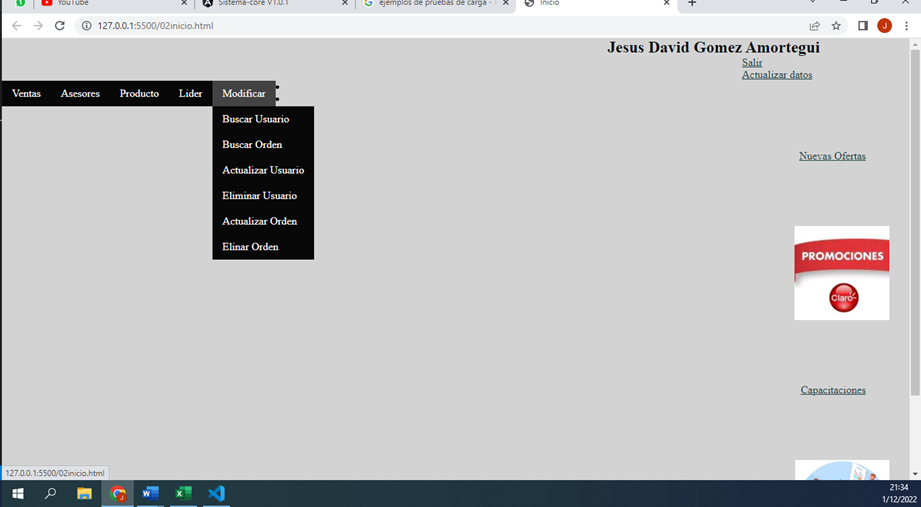 YouTube
Sistema-core V1.0.1
ejemplos de pruebas de carga -
Inicio
127.0.0.1:5500/02inicio.html
J
Jesus David Gomez Amortegui
Salir
Actualizar datos
Ventas Asesores Producto Lider Modificar
Buscar Usuario
Buscar Orden
Actualizar Usuario
Eliminar Usuario
Actualizar Orden
Elinar Orden
Nuevas Ofertas
PROMOCIONES
Claro
Capacitaciones
127.0.0.1:5500/02inicio.html
21:34
1/12/2022